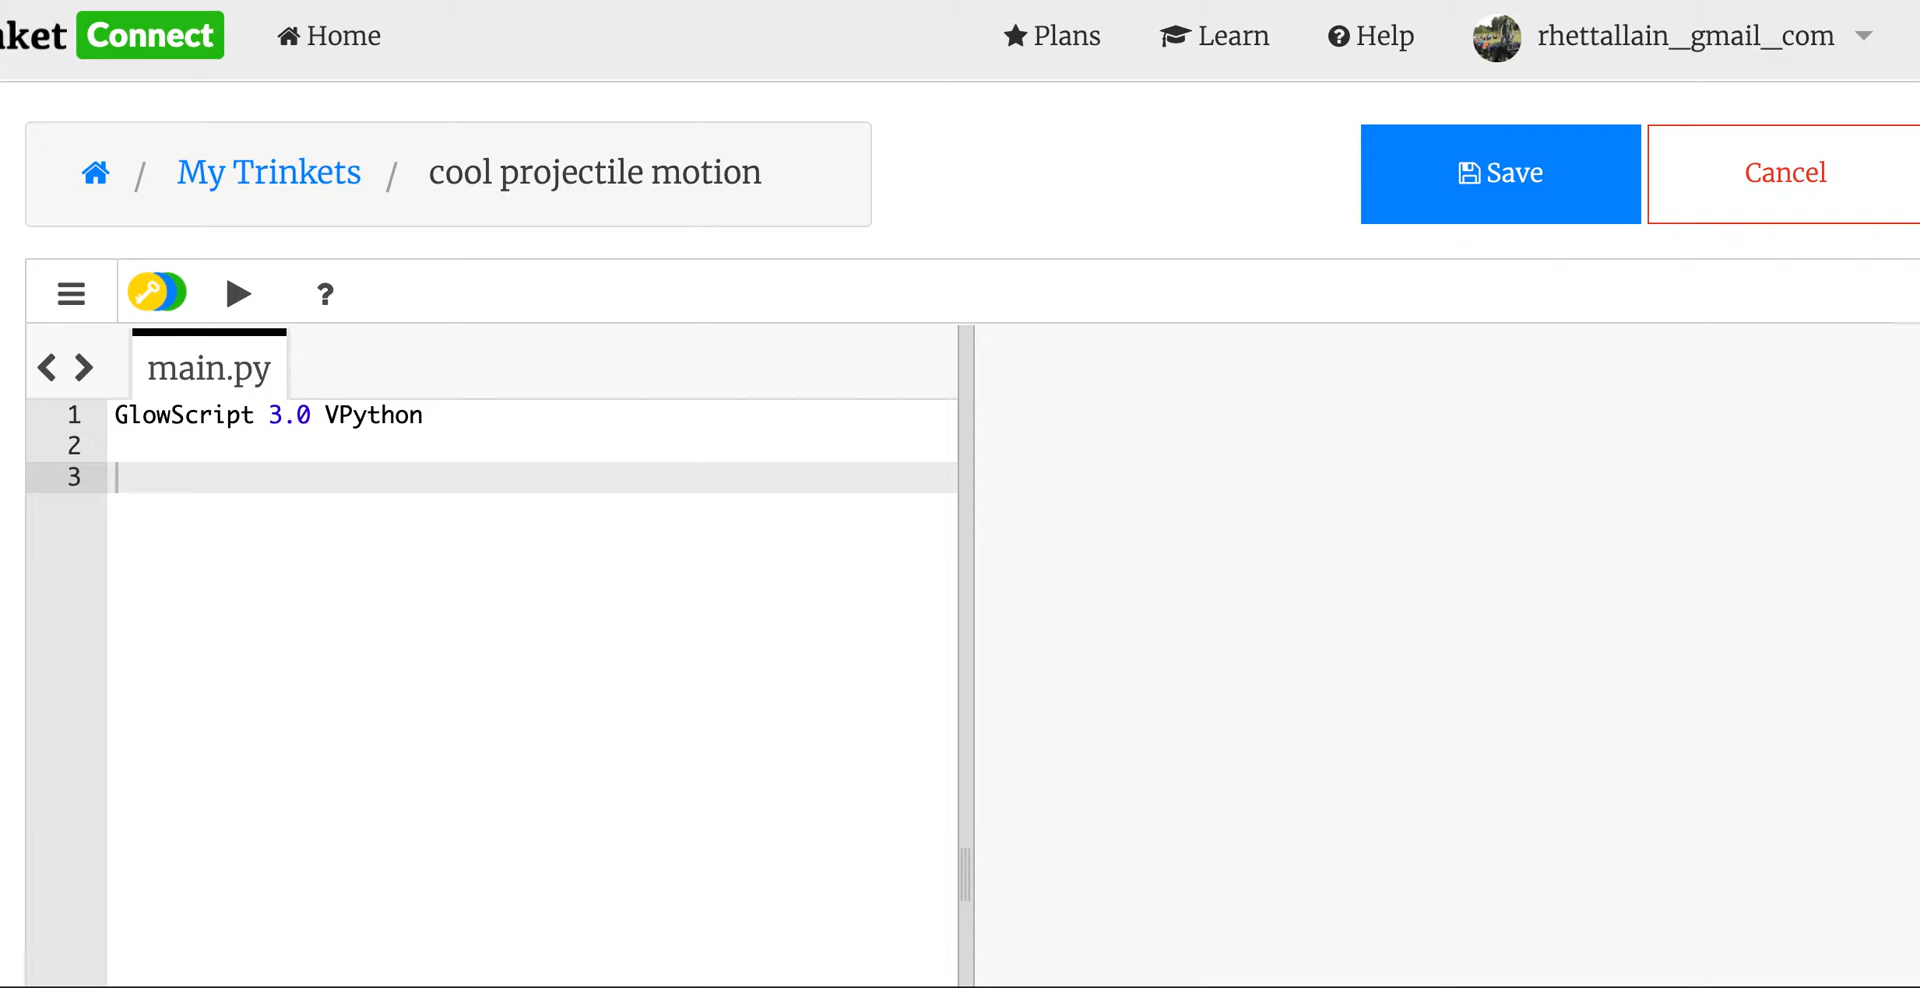 nket Connect Home Plans Learn Help rhettallain_gmail_com
/ My Trinkets / cool projectile motion Save Cancel
?
main.py
1 GlowScript 3.0 VPython
2
3